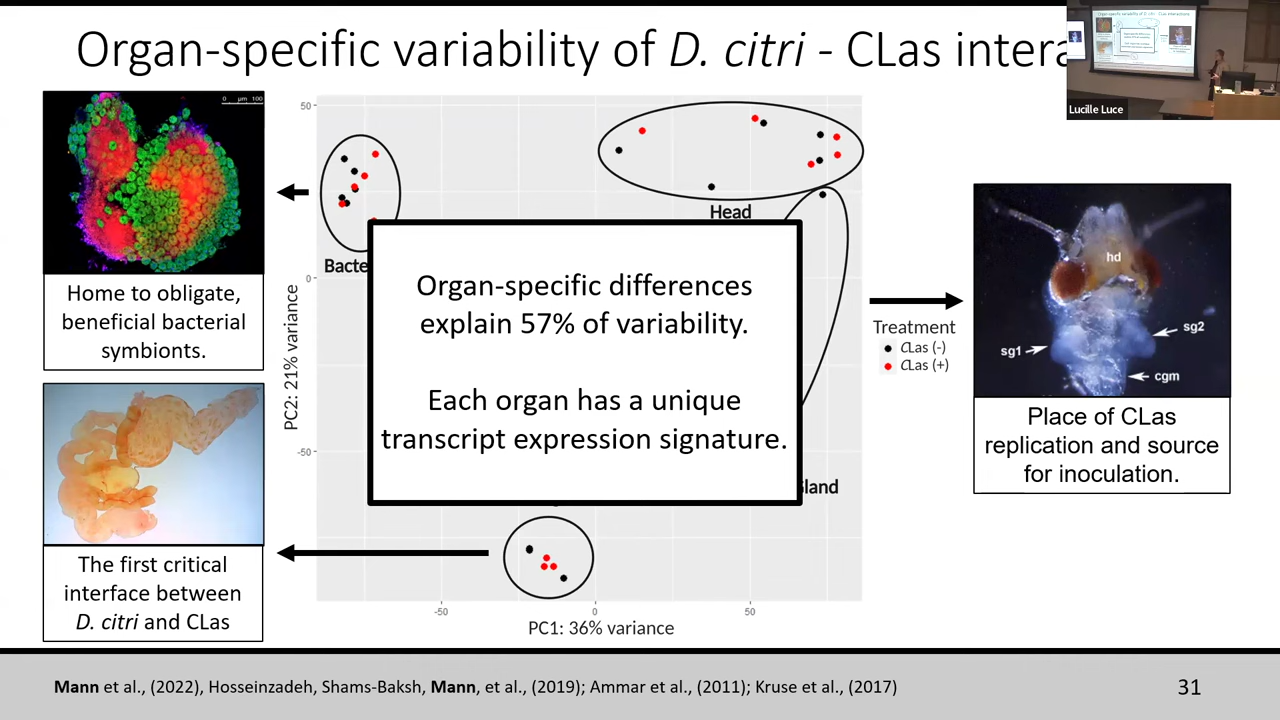 Organ-specific variability of D. citri - CLas intera
Lucille Luce
0 µm 100
Home to obligate,
beneficial bacterial
symbionts.
The first critical
interface between
D. citri and CLas
50
0
-50
PC2: 21% variance
-50
0
50
PC1: 36% variance
Bacte
Head
land
Organ-specific differences
explain 57% of variability.
Each organ has a unique
transcript expression signature.
Treatment
CLas (-)
CLas (+)
hd
sg1
sg2
cgm
Place of CLas
replication and source
for inoculation.
Mann et al., (2022), Hosseinzadeh, Shams-Baksh, Mann, et al., (2019); Ammar et al., (2011); Kruse et al., (2017)
31